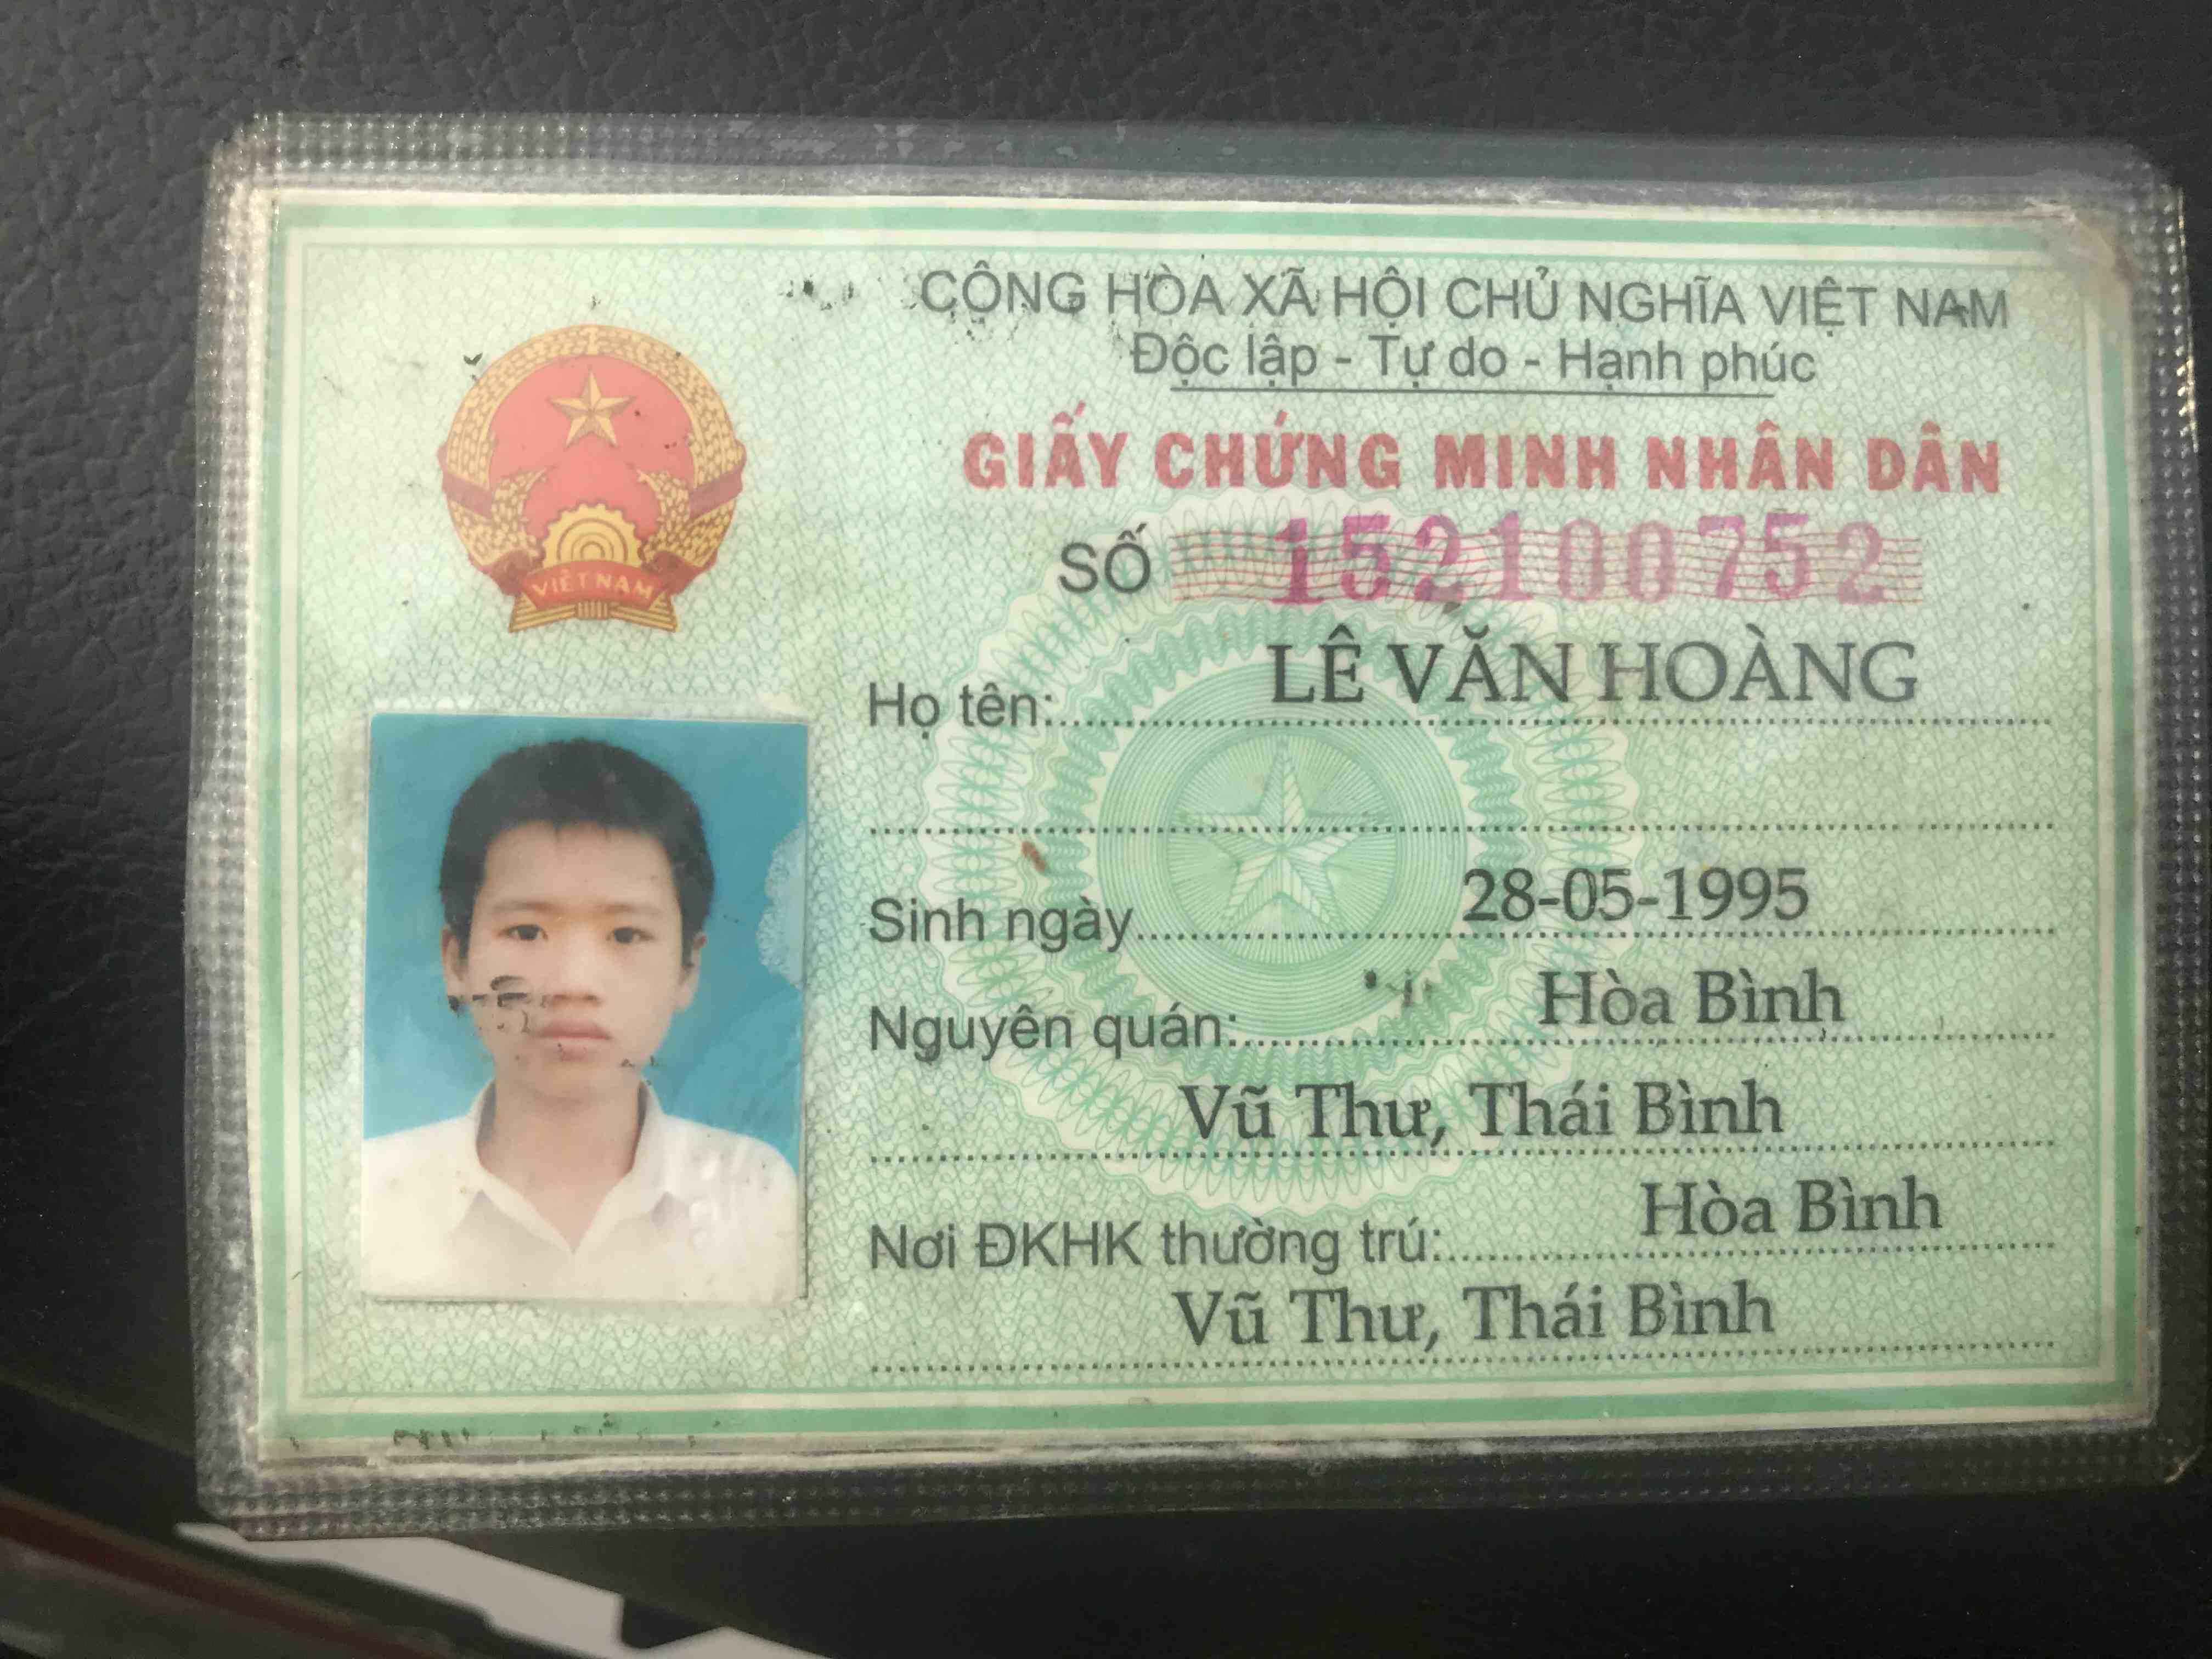 CỘNG HÒA XÃ HỘI CHỦ NGHĨA VIỆT NAM
Độc lập - Tự do - Hạnh phúc
GIẤY CHỨNG MINH NHÂN DÂN
SỐ 152100752
VIỆT NAM
Họ tên: LÊ VĂN HOÀNG
Sinh ngày 28-05-1995
Nguyên quán: Hòa Bình
Vũ Thư, Thái Bình
Nơi ĐKHK thường trú: Hòa Bình
Vũ Thư, Thái Bình